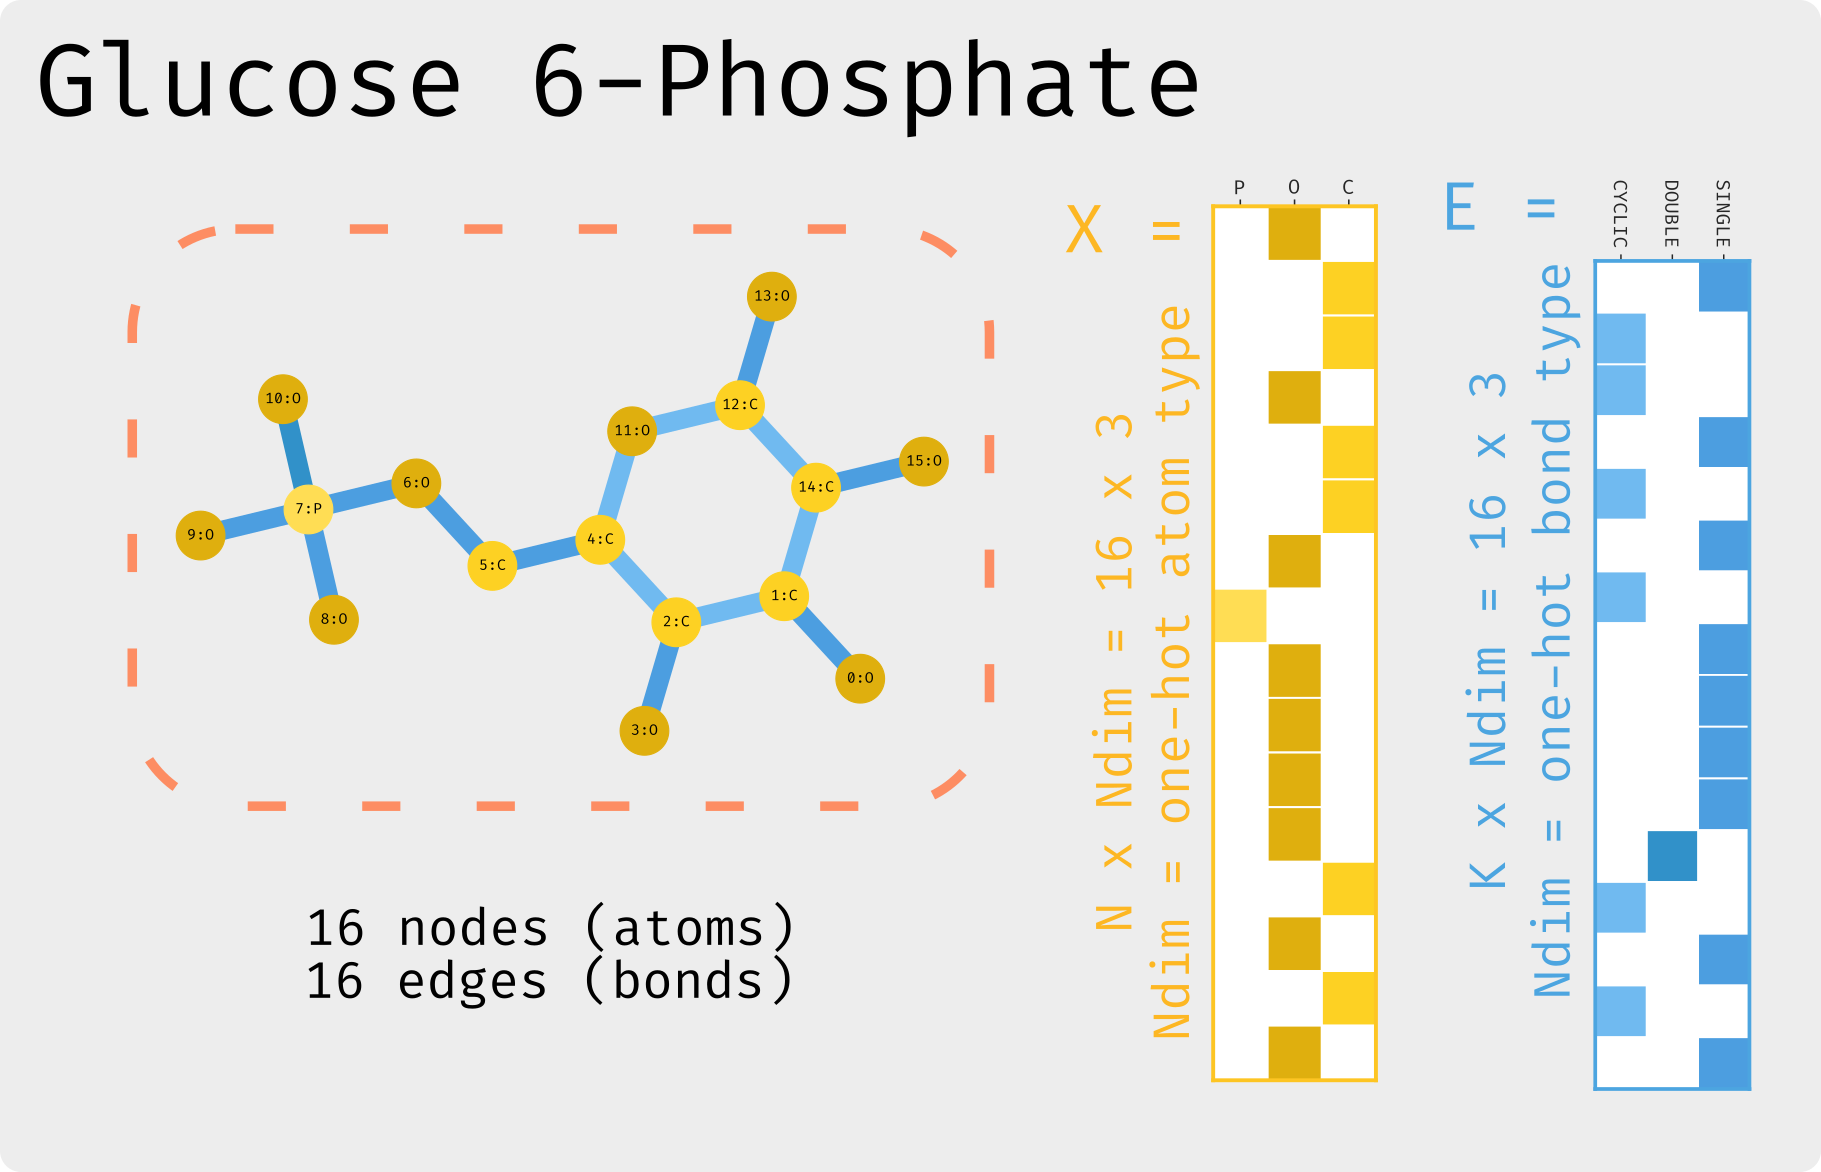 Glucose 6-Phosphate
13:O
10:O
12:C
11:O
15:O
6:O
14:C
7:P
9:O
4:C
5:C
1:C
8:O
2:C
0:O
3:O
16 nodes (atoms)
16 edges (bonds)
X =
P O C
N x Ndim = 16 x 3
Ndim = one-hot atom type
E =
CYCLIC
DOUBLE
SINGLE
K x Ndim = 16 x 3
Ndim = one-hot bond type